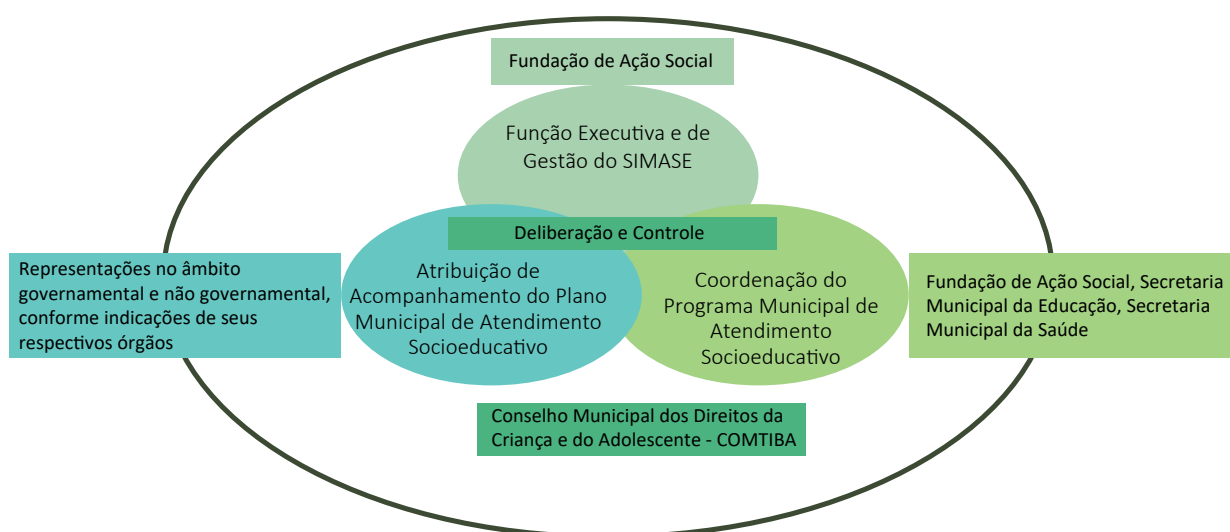 Fundação de Ação Social
Função Executiva e de
Gestão do SIMASE
Deliberação e Controle
Representações no âmbito
governamental e não governamental,
conforme indicações de seus
respectivos órgãos
Atribuição de
Acompanhamento do Plano
Municipal de Atendimento
Socioeducativo
Coordenação do
Programa Municipal de
Atendimento
Socioeducativo
Fundação de Ação Social, Secretaria
Municipal da Educação, Secretaria
Municipal da Saúde
Conselho Municipal dos Direitos da
Criança e do Adolescente - COMTIBA